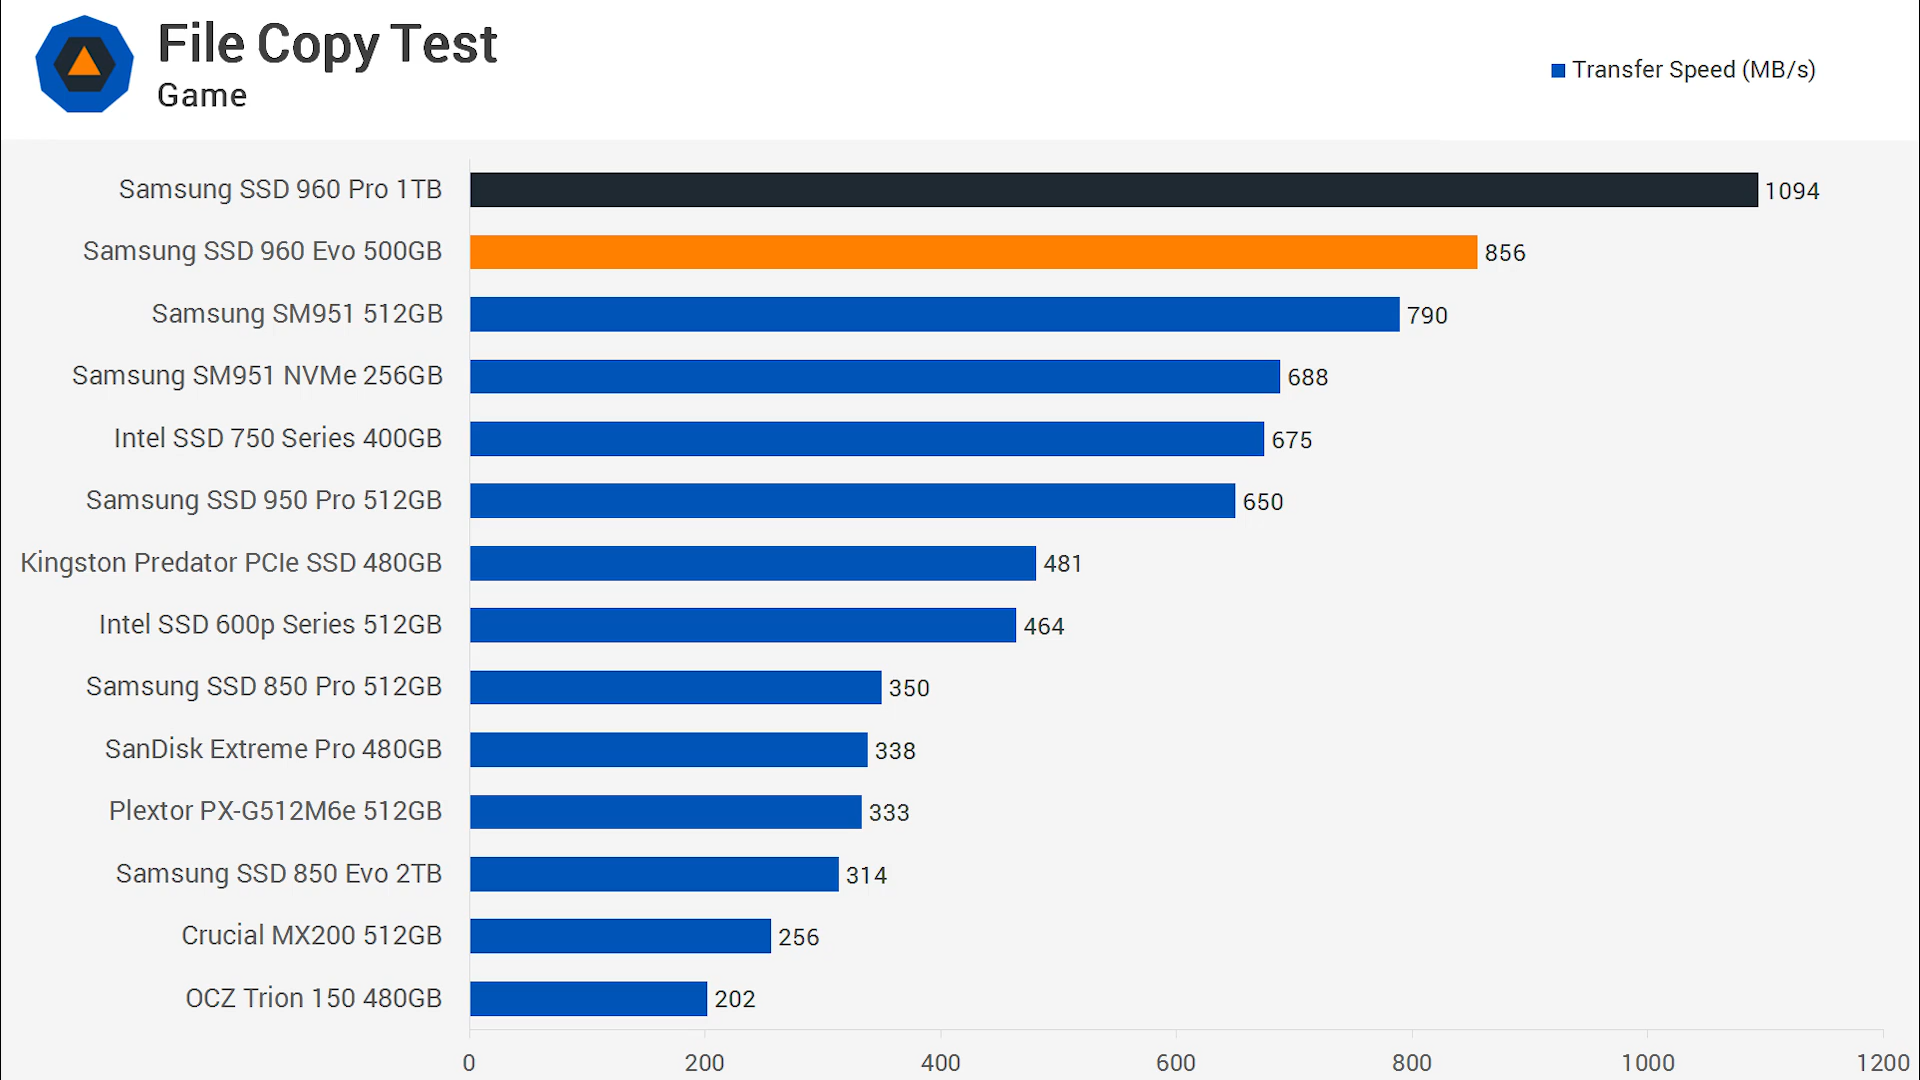 File Copy Test
Game
Transfer Speed (MB/s)
Samsung SSD 960 Pro 1TB 1094
Samsung SSD 960 Evo 500GB 856
Samsung SM951 512GB 790
Samsung SM951 NVMe 256GB 688
Intel SSD 750 Series 400GB 675
Samsung SSD 950 Pro 512GB 650
Kingston Predator PCIe SSD 480GB 481
Intel SSD 600p Series 512GB 464
Samsung SSD 850 Pro 512GB 350
SanDisk Extreme Pro 480GB 338
Plextor PX-G512M6e 512GB 333
Samsung SSD 850 Evo 2TB 314
Crucial MX200 512GB 256
OCZ Trion 150 480GB 202
0 200 400 600 800 1000 1200